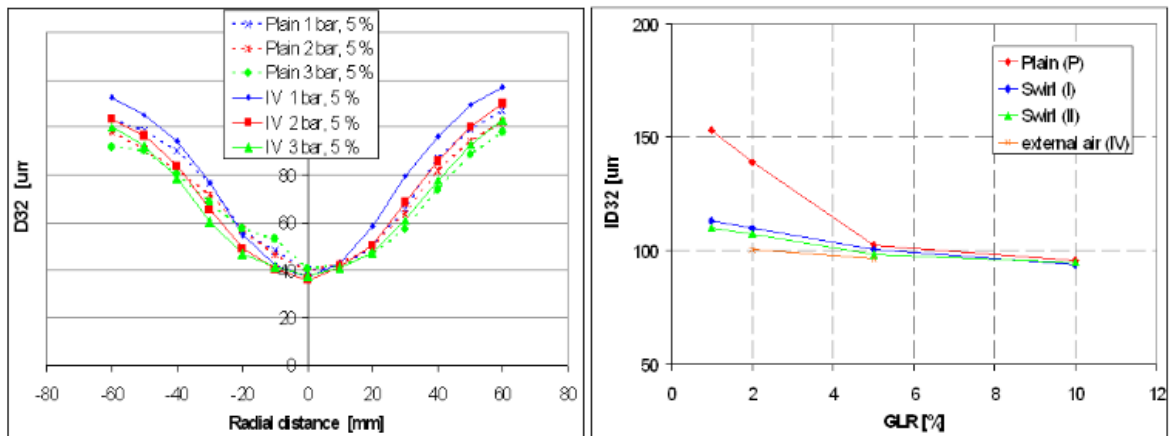 Plain 1 bar, 5 %
Plain 2 bar, 5 %
Plain 3 bar, 5 %
IV 1 bar, 5 %
IV 2 bar, 5 %
IV 3 bar, 5 %
D32 [um
80
60
40
20
0
-80 -60 -40 -20 0 20 40 60 80
Radial distance [mm]
200
150
100
50
Plain (P)
Swirl (I)
Swirl (II)
external air (IV)
ID32 [um
0 2 4 6 8 10 12
GLR [%]